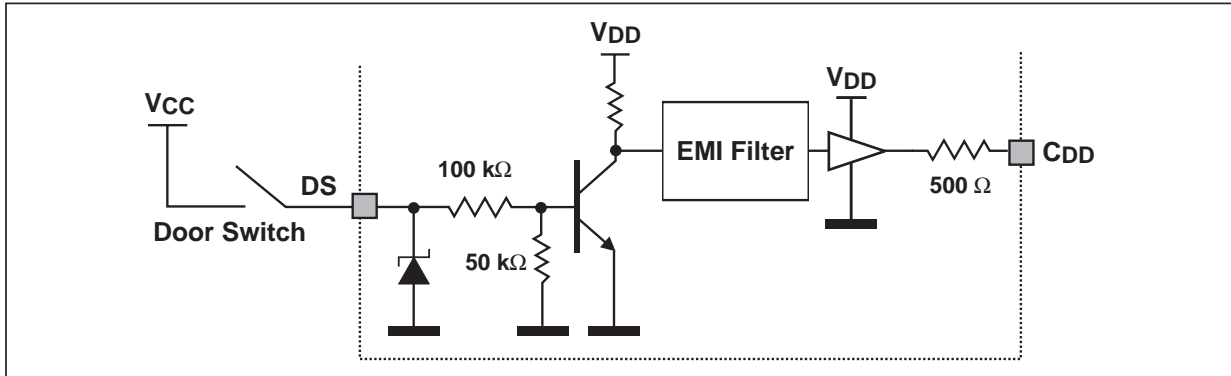 VDD
VDD
VCC
100 kΩ
EMI Filter
CDD
DS
500 Ω
Door Switch
50 kΩ